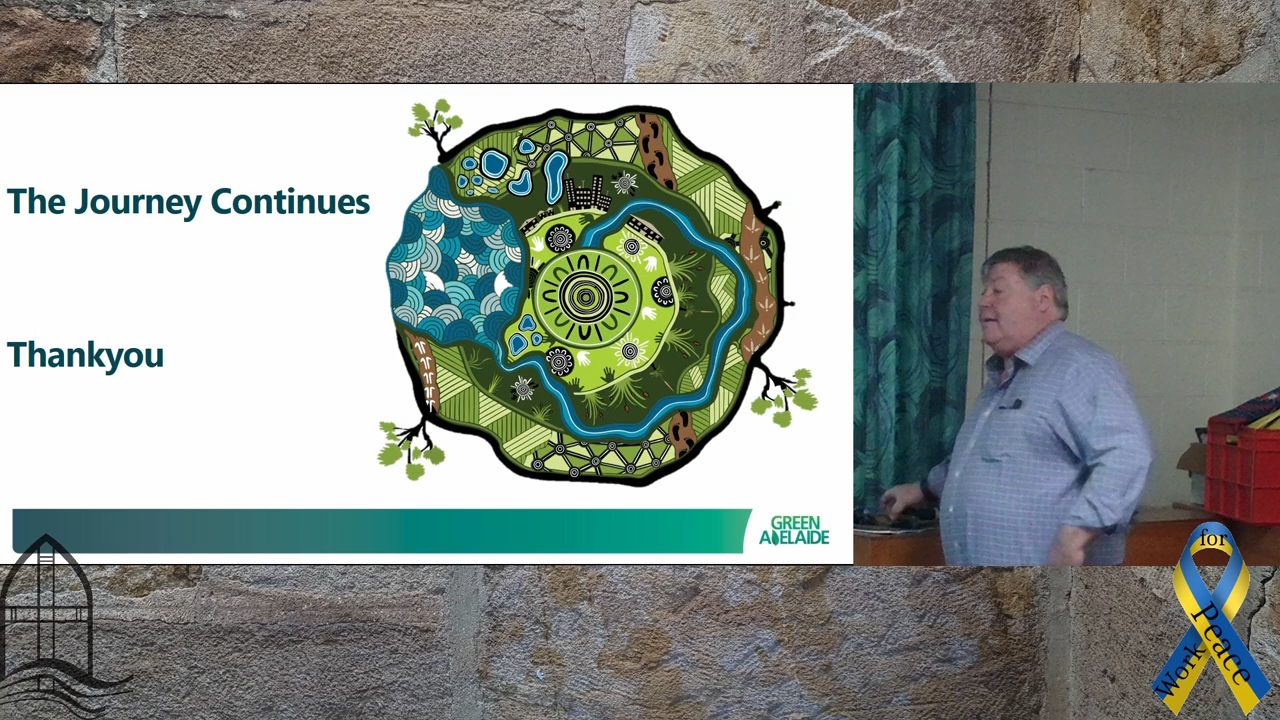 The Journey Continues
Thankyou
GREEN
ADELAIDE
for
Peace
Work